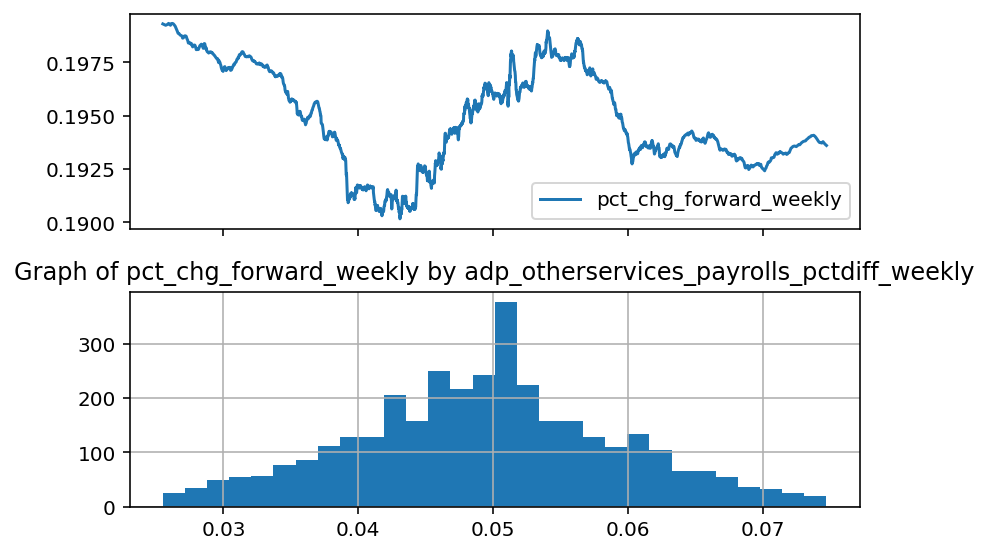 0.1975
0.1950
0.1925
0.1900
pct_chg_forward_weekly
Graph of pct_chg_forward_weekly by adp_otherservices_payrolls_pctdiff_weekly
300
200
100
0
0.03 0.04 0.05 0.06 0.07